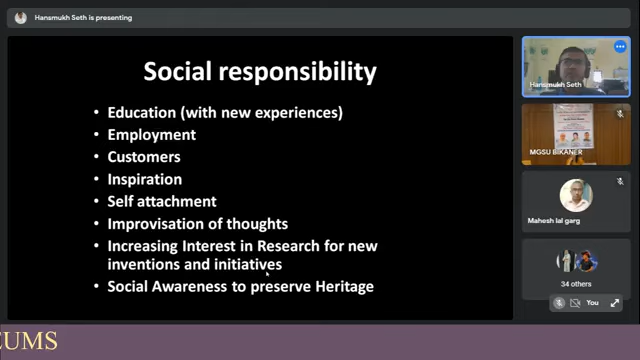 Hansmukh Seth is presenting
Social responsibility
• Education (with new experiences)
• Employment
• Customers
• Inspiration
• Self attachment
• Improvisation of thoughts
• Increasing Interest in Research for new
inventions and initiatives
• Social Awareness to preserve Heritage
Hansmukh Seth
MGSU BIKANER
Mahesh lal garg
34 others
You
EUMS